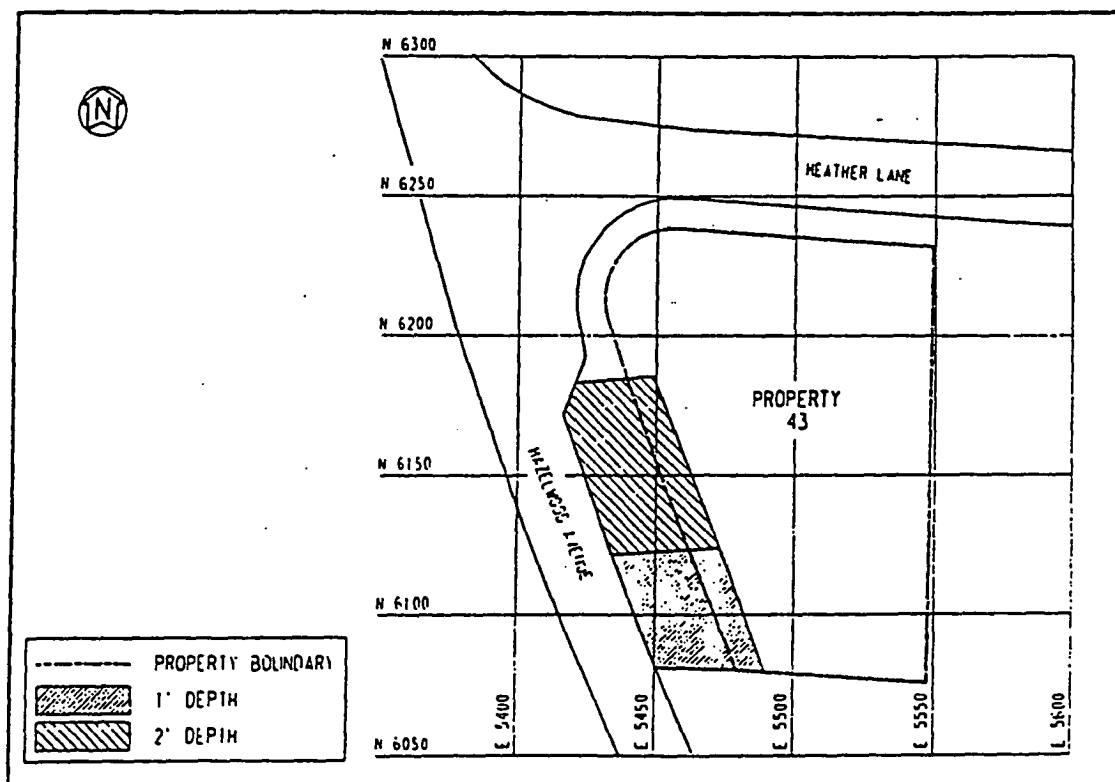 N 6300
N
HEATHER LANE
N 6250
N 6200
PROPERTY
43
N 6150
HAZELWOOD
N 6100
PROPERTY BOUNDARY
1' DEPTH
2' DEPTH
N 6050
E 5400
E 5450
E 5500
E 5550
E 5600